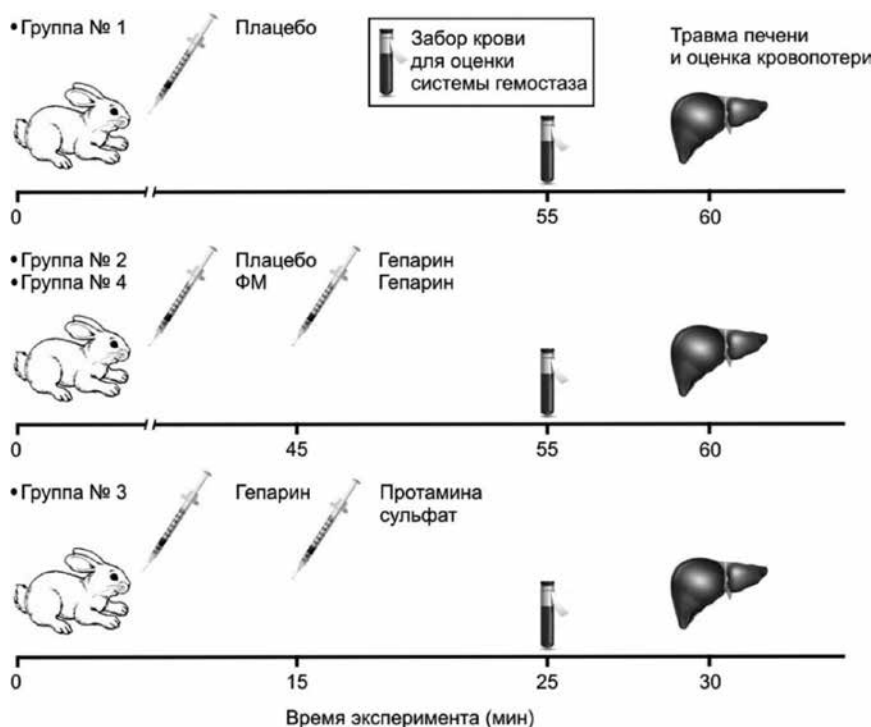 •Группа № 1
Плацебо
Забор крови
для оценки
системы гемостаза
Травма печени
и оценка кровопотери
0
55
60
•Группа № 2
Плацебо
Гепарин
•Группа № 4
ФМ
Гепарин
0
45
55
60
•Группа № 3
Гепарин
Протамина
сульфат
0
15
25
30
Время эксперимента (мин)